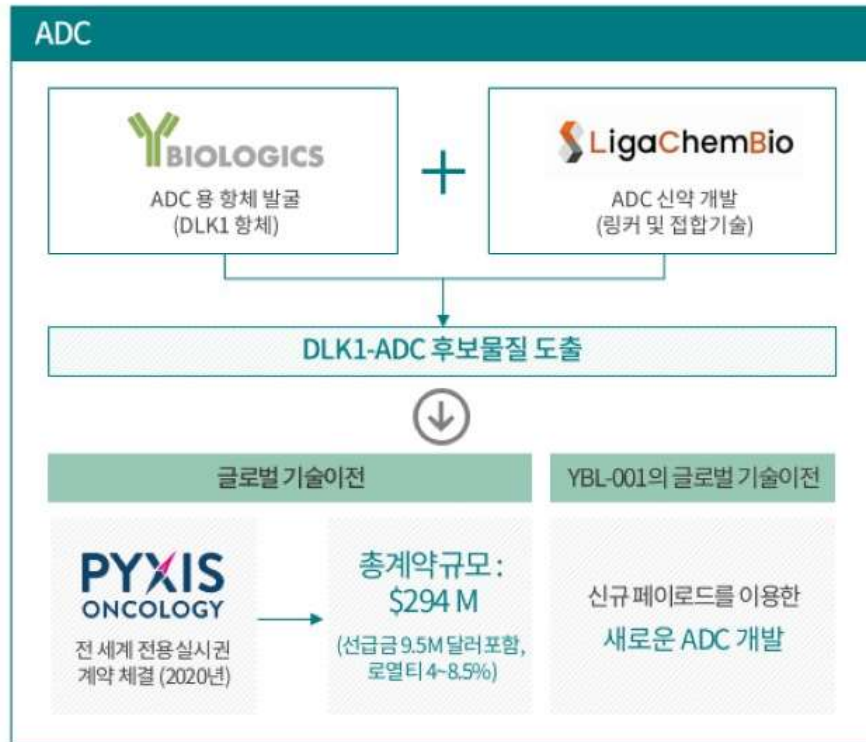 ADC
Y BIOLOGICS
ADC 용 항체 발굴
(DLK1 항체)
+
LigaChemBio
ADC 신약 개발
(링커 및 접합기술)
DLK1-ADC 후보물질 도출
글로벌 기술이전
PYXIS
ONCOLOGY
전 세계 전용실시권
계약 체결 (2020년)
총계약규모 :
$294 M
(선급금 9.5M 달러포함,
로열티 4~8.5%)
YBL-001의 글로벌 기술이전
신규 페이로드를 이용한
새로운 ADC 개발